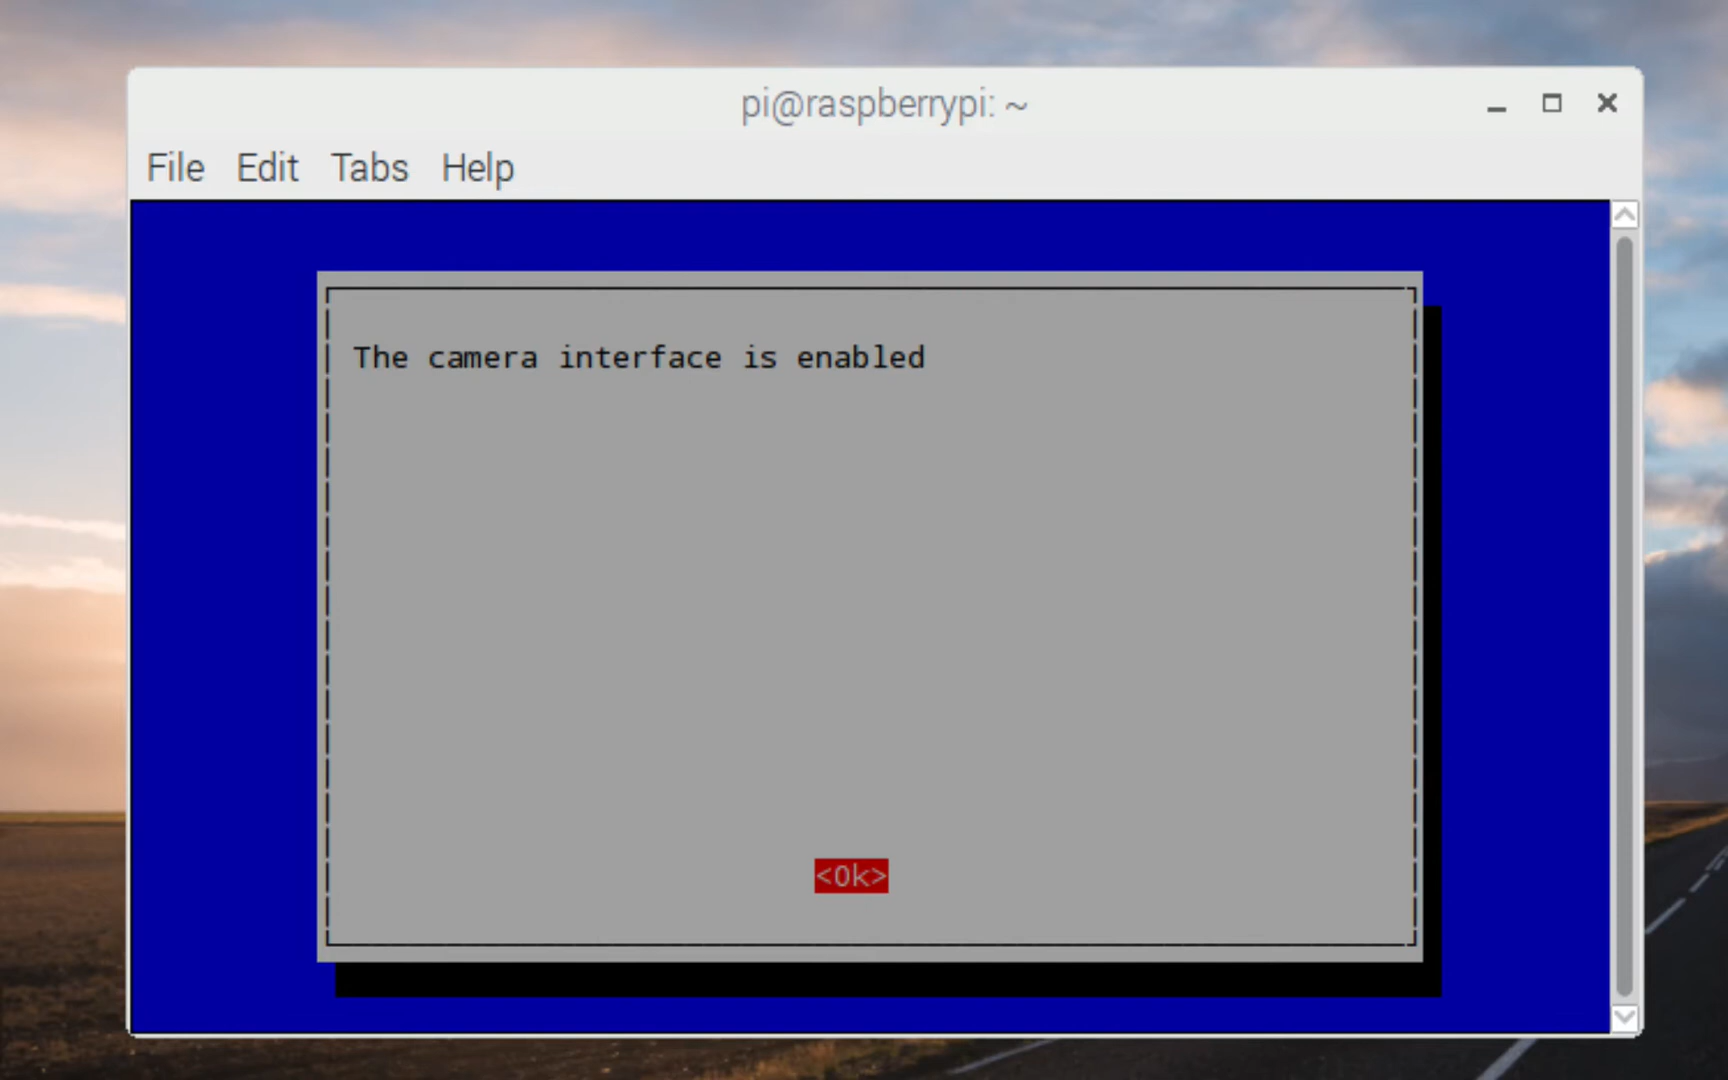 pi@raspberrypi: ~
File Edit Tabs Help
The camera interface is enabled
<Ok>